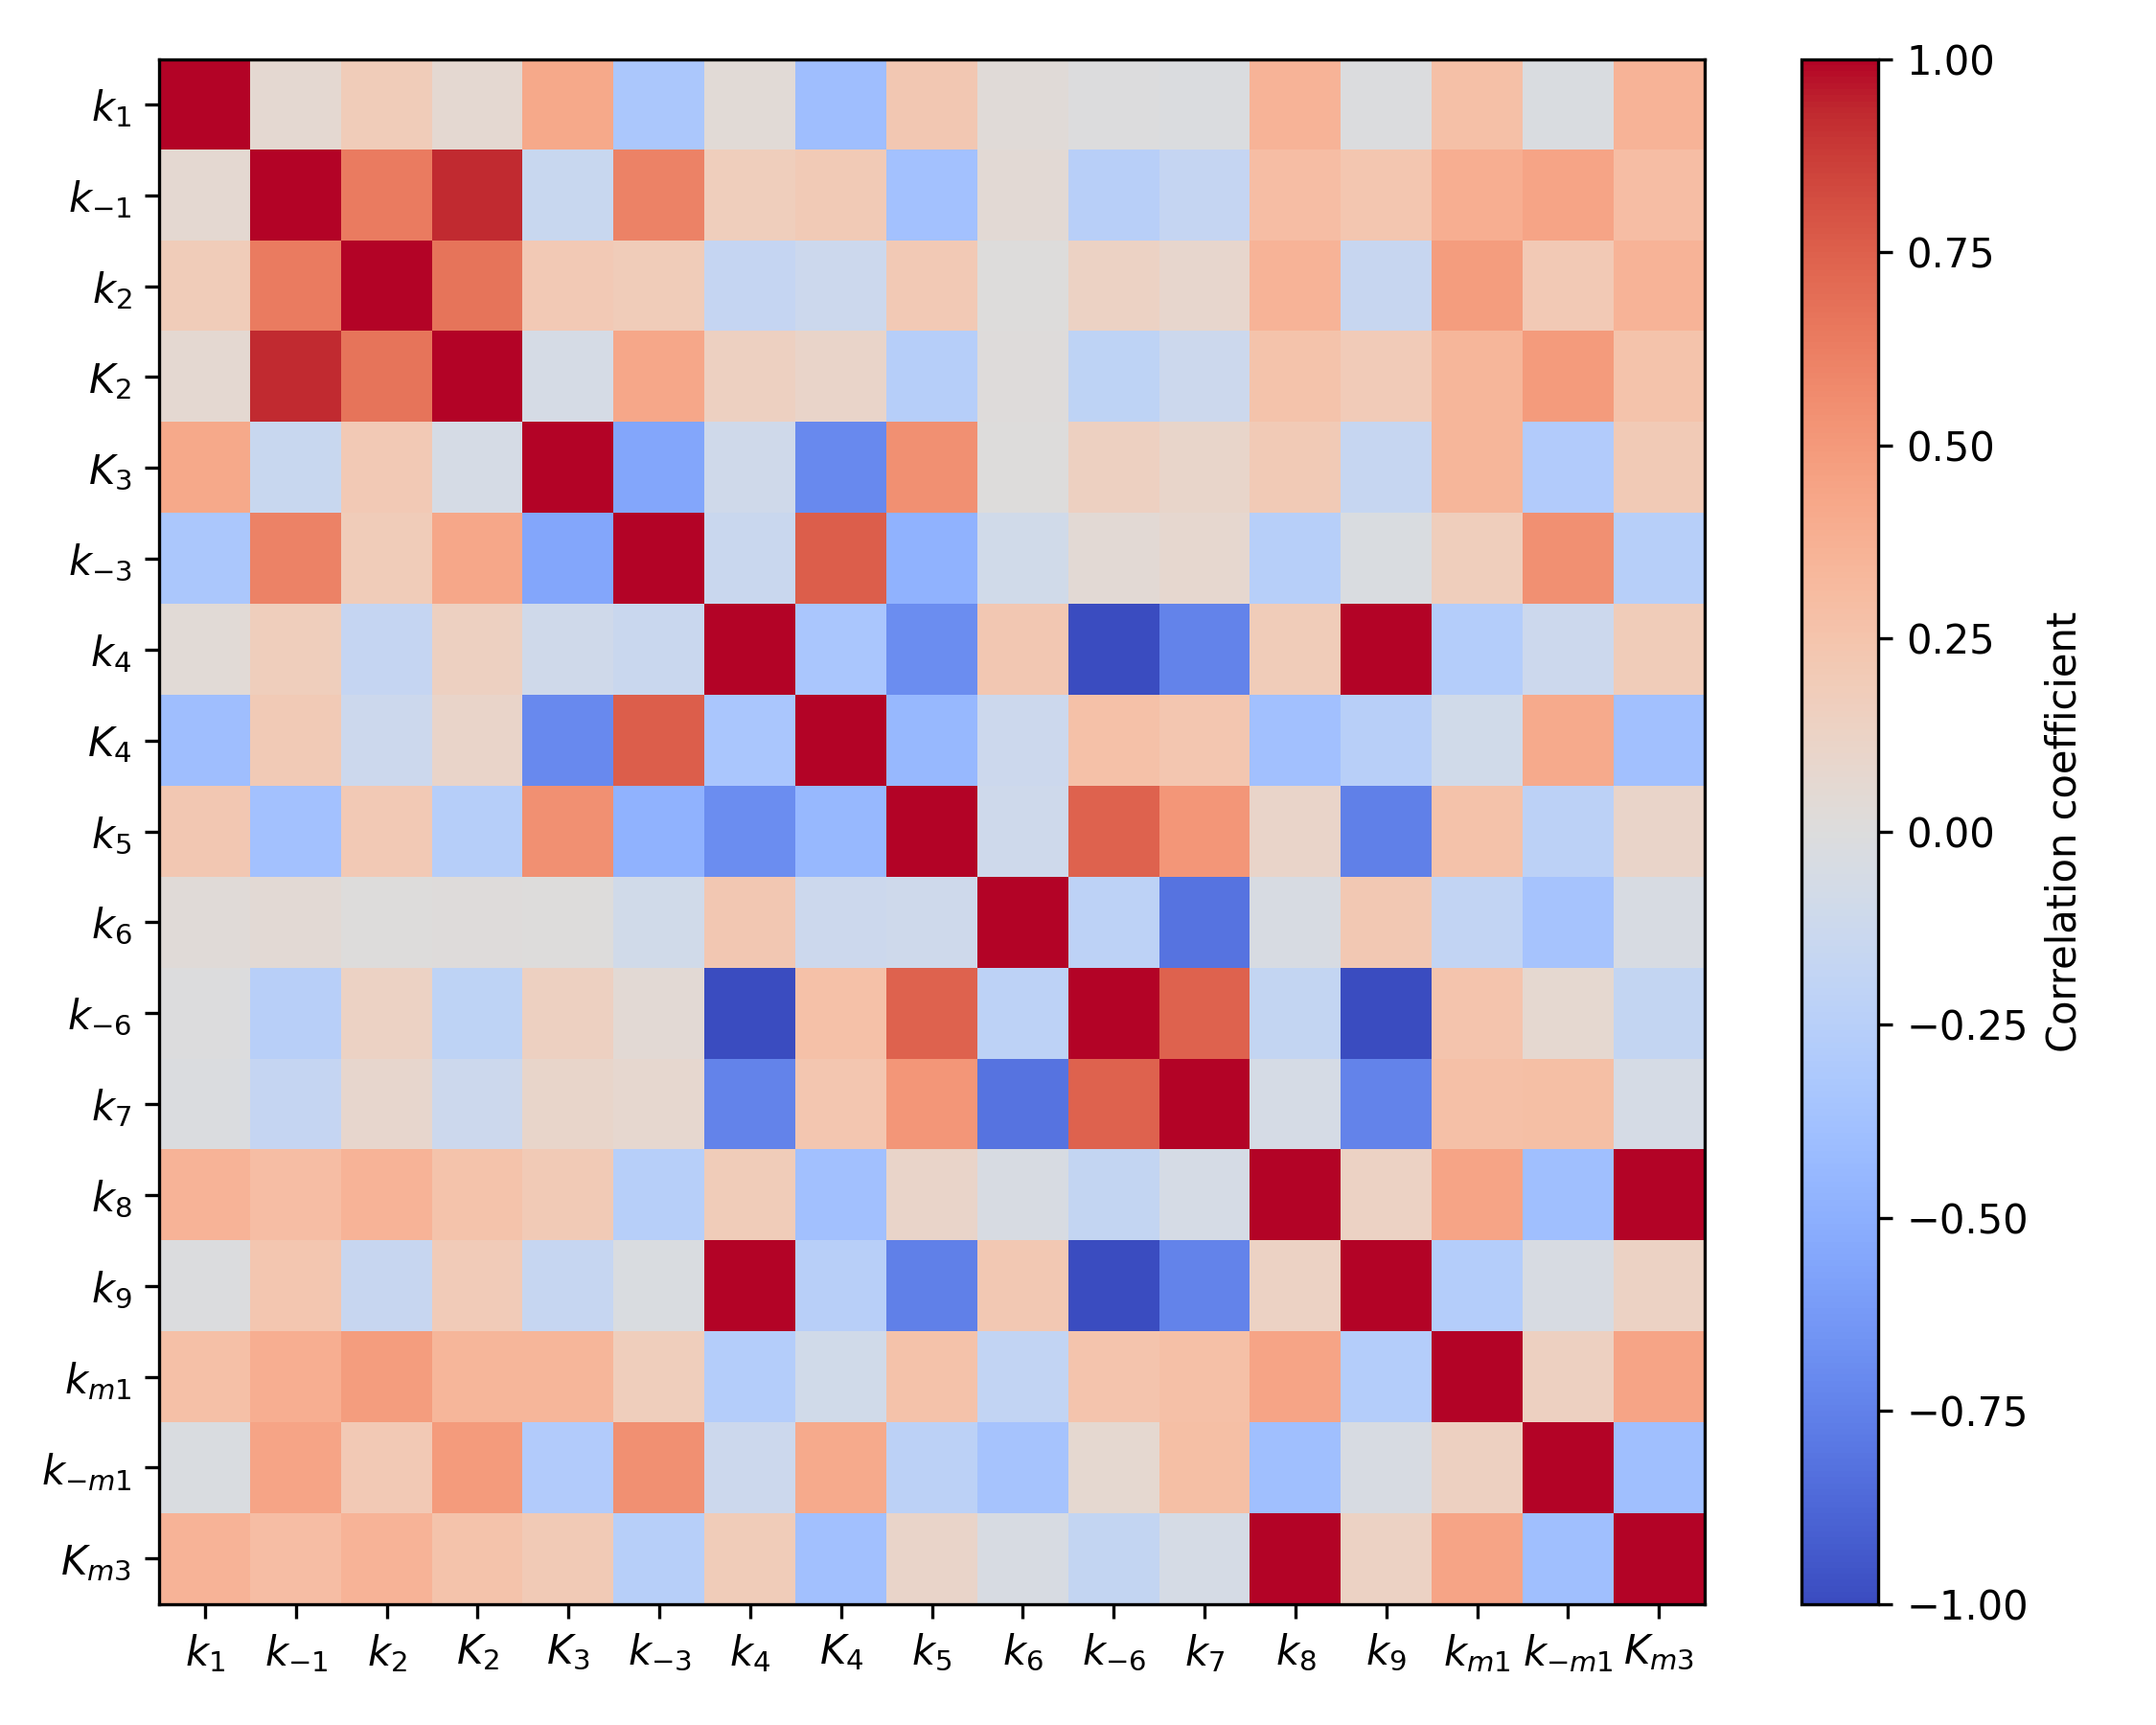 k₁
k₋₁
k₂
K₂
K₃
k₋₃
k₄
K₄
k₅
k₆
k₋₆
k₇
k₈
k₉
kₘ₁
k₋ₘ₁
Kₘ₃
k₁ k₋₁ k₂ K₂ K₃ k₋₃ k₄ K₄ k₅ k₆ k₋₆ k₇ k₈ k₉ kₘ₁ k₋ₘ₁ Kₘ₃
1.00
0.75
0.50
0.25
0.00
−0.25
−0.50
−0.75
−1.00
Correlation coefficient